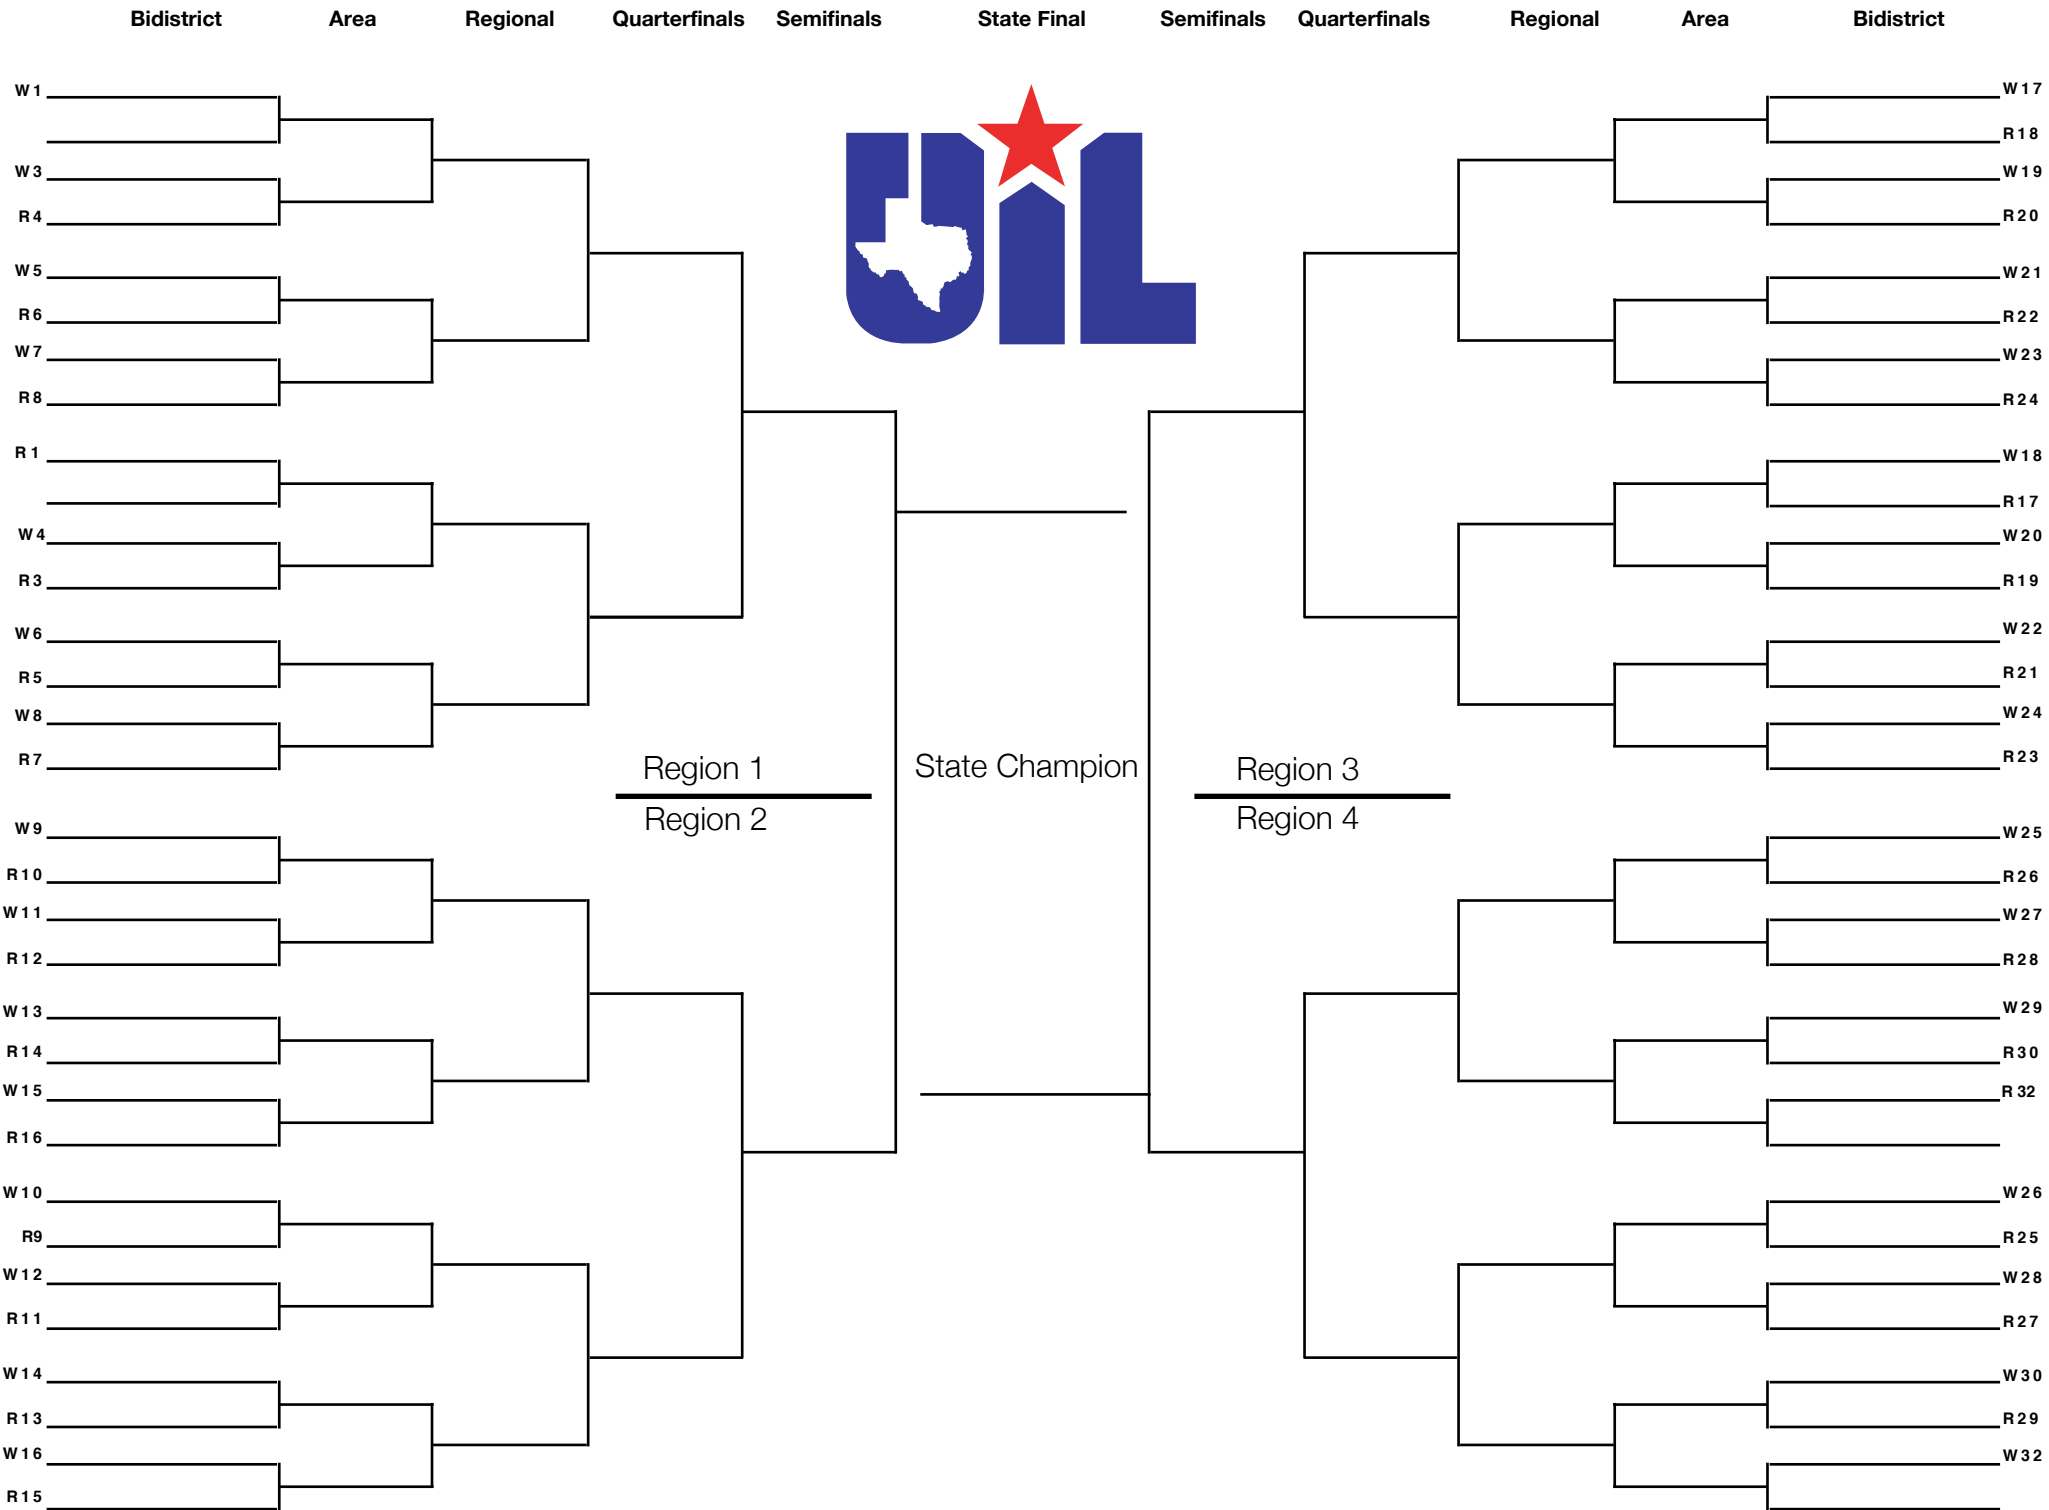 Bidistrict Area Regional Quarterfinals Semifinals State Final Semifinals Quarterfinals Regional Area Bidistrict
UIL
W1
W3
R4
W5
R6
W7
R8
R1
W4
R3
W6
R5
W8
R7
W9
R10
W11
R12
W13
R14
W15
R16
W10
R9
W12
R11
W14
R13
W16
R15
Region 1
Region 2
State Champion
Region 3
Region 4
W17
R18
W19
R20
W21
R22
W23
R24
W18
R17
W20
R19
W22
R21
W24
R23
W25
R26
W27
R28
W29
R30
R32
W26
R25
W28
R27
W30
R29
W32